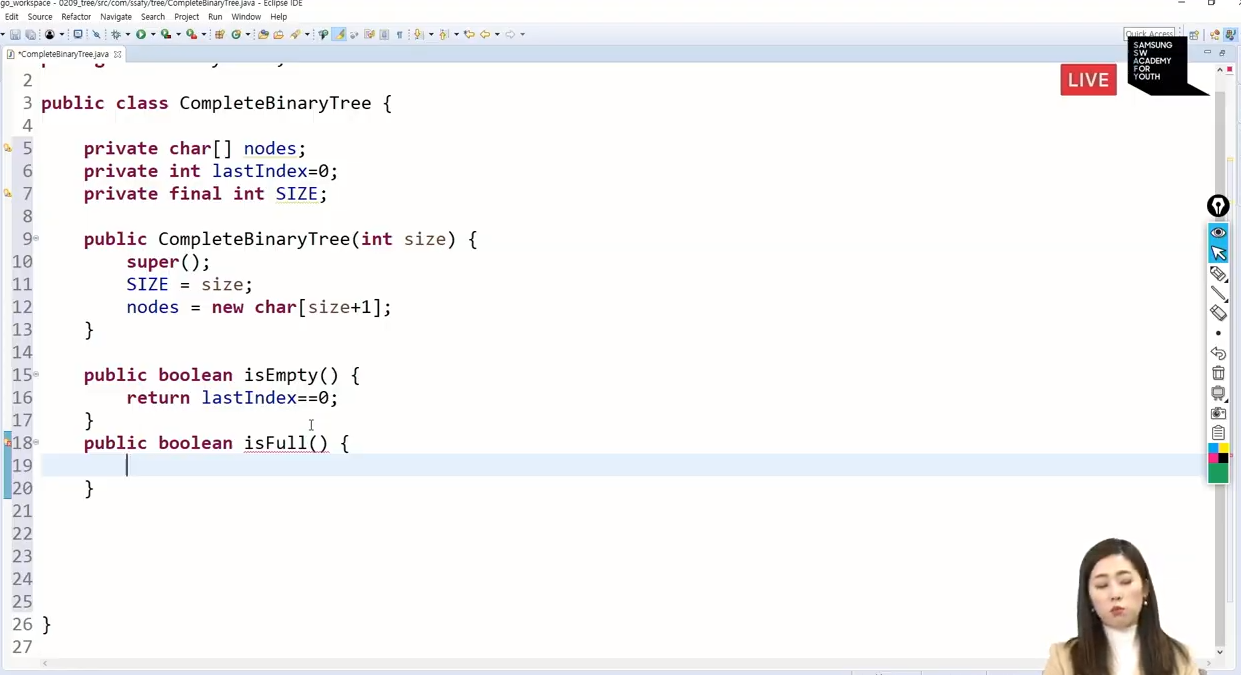 go_workspace - 0209_tree/src/com/ssafy/tree/CompleteBinaryTree.java - Eclipse IDE
Edit Source Refactor Navigate Search Project Run Window Help
Quick Access
*CompleteBinaryTree.java
SAMSUNG
SW
ACADEMY
FOR
YOUTH
LIVE
2
3 public class CompleteBinaryTree {
4
5 private char[] nodes;
6 private int lastIndex=0;
7 private final int SIZE;
8
9 public CompleteBinaryTree(int size) {
10 super();
11 SIZE = size;
12 nodes = new char[size+1];
13 }
14
15 public boolean isEmpty() {
16 return lastIndex==0;
17 }
18 public boolean isFull() {
19
20 }
21
22
23
24
25
26 }
27